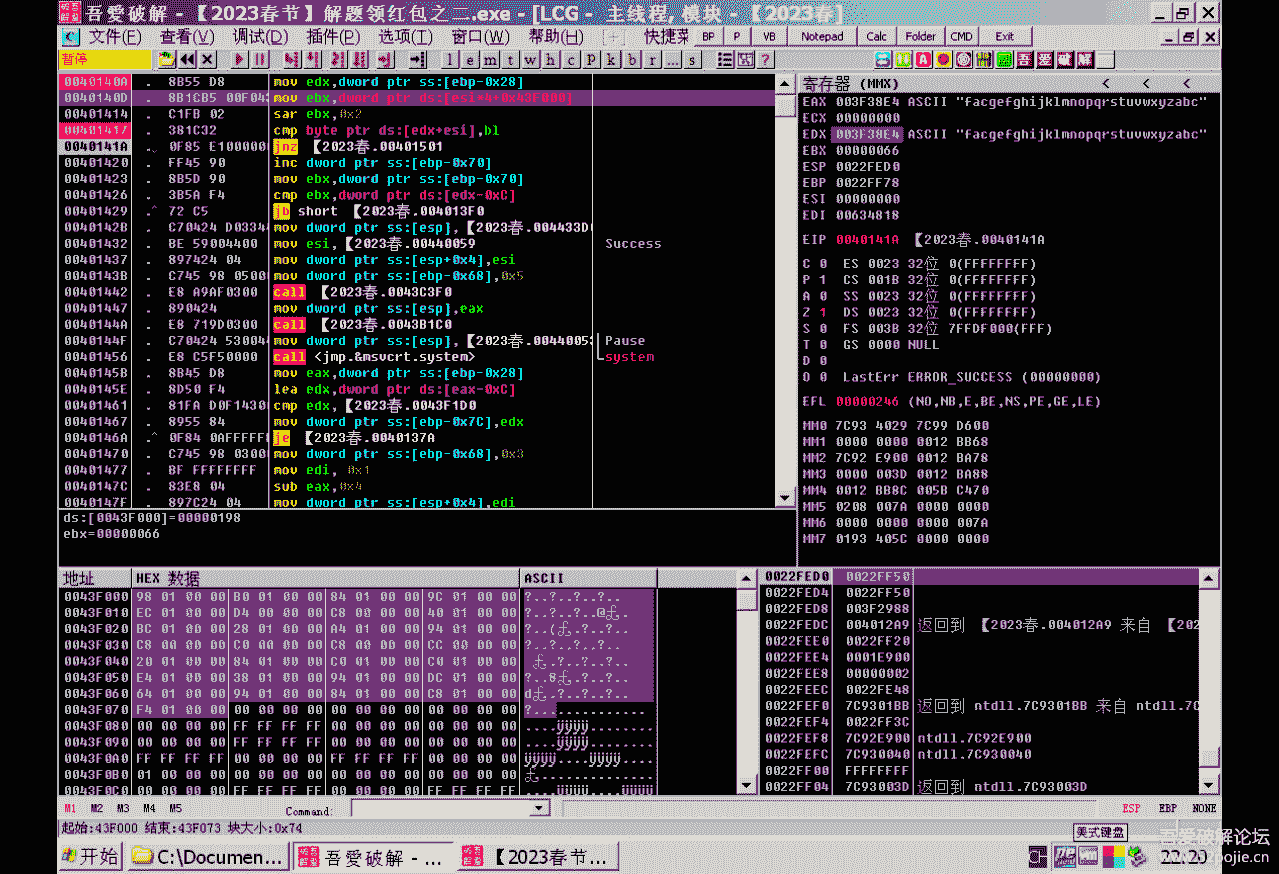 吾爱破解 - 【2023春节】解题领红包之二.exe - [LCG - 主线程, 模块 - 【2023春]
文件(F) 查看(V) 调试(D) 插件(P) 选项(T) 窗口(W) 帮助(H) [+] 快捷菜 BP P VB Notepad Calc Folder CMD Exit
暂停 l e m t w h c p k b r ... s ?
0040140A . 8B55 D8 mov edx,dword ptr ss:[ebp-0x28]
0040140D . 8B1CB5 00F04 mov ebx,dword ptr ds:[esi*4+0x43F000]
00401414 . C1FB 02 sar ebx,0x2
00401417 . 381C32 cmp byte ptr ds:[edx+esi],bl
0040141A . 0F85 E100000 jnz 【2023春.00401501
00401420 . FF45 90 inc dword ptr ss:[ebp-0x70]
00401423 . 8B5D 90 mov ebx,dword ptr ss:[ebp-0x70]
00401426 . 3B5A F4 cmp ebx,dword ptr ds:[edx-0xC]
00401429 .^ 72 C5 jb short 【2023春.004013F0
0040142B . C70424 D0334 mov dword ptr ss:[esp],【2023春.004433D
00401432 . BE 59004400 mov esi,【2023春.00440059 Success
00401437 . 897424 04 mov dword ptr ss:[esp+0x4],esi
0040143B . C745 98 0500 mov dword ptr ss:[ebp-0x68],0x5
00401442 . E8 A9AF0300 call 【2023春.0043C3F0
00401447 . 890424 mov dword ptr ss:[esp],eax
0040144A . E8 719D0300 call 【2023春.0043B1C0
0040144F . C70424 53004 mov dword ptr ss:[esp],【2023春.0044005 Pause
00401456 . E8 C5F50000 call <jmp.&msvcrt.system> system
0040145B . 8B45 D8 mov eax,dword ptr ss:[ebp-0x28]
0040145E . 8D50 F4 lea edx,dword ptr ds:[eax-0xC]
00401461 . 81FA D0F1430 cmp edx,【2023春.0043F1D0
00401467 . 8955 84 mov dword ptr ss:[ebp-0x7C],edx
0040146A .^ 0F84 0AFFFFF je 【2023春.0040137A
00401470 . C745 98 0300 mov dword ptr ss:[ebp-0x68],0x3
00401477 . BF FFFFFFFF mov edi, 0x1
0040147C . 83E8 04 sub eax,0x4
0040147F . 897C24 04 mov dword ptr ss:[esp+0x4],edi
ds:[0043F000]=00000198
ebx=00000066
寄存器 (MMX) < < <
EAX 003F38E4 ASCII "facgefghijklmnopqrstuvwxyzabc"
ECX 00000000
EDX 003F38E4 ASCII "facgefghijklmnopqrstuvwxyzabc"
EBX 00000066
ESP 0022FED0
EBP 0022FF78
ESI 00000000
EDI 00634818
EIP 0040141A 【2023春.0040141A
C 0 ES 0023 32位 0(FFFFFFFF)
P 1 CS 001B 32位 0(FFFFFFFF)
A 0 SS 0023 32位 0(FFFFFFFF)
Z 1 DS 0023 32位 0(FFFFFFFF)
S 0 FS 003B 32位 7FFDF000(FFF)
T 0 GS 0000 NULL
D 0
O 0 LastErr ERROR_SUCCESS (00000000)
EFL 00000246 (NO,NB,E,BE,NS,PE,GE,LE)
MM0 7C93 4029 7C99 D600
MM1 0000 0000 0012 BB68
MM2 7C92 E900 0012 BA78
MM3 0000 003D 0012 BA88
MM4 0012 BB8C 005B C470
MM5 0208 007A 0000 0000
MM6 0000 0000 0000 007A
MM7 0193 405C 0000 0000
地址 HEX 数据 ASCII
0043F000 98 01 00 00 B0 01 00 00 84 01 00 00 9C 01 00 00
0043F010 EC 01 00 00 D4 00 00 00 C8 00 00 00 40 01 00 00
0043F020 BC 01 00 00 28 01 00 00 A4 01 00 00 94 01 00 00
0043F030 C8 00 00 00 C0 00 00 00 C8 00 00 00 CC 00 00 00
0043F040 20 01 00 00 84 01 00 00 C0 01 00 00 C0 01 00 00
0043F050 E4 01 00 00 38 01 00 00 94 01 00 00 DC 01 00 00
0043F060 64 01 00 00 94 01 00 00 84 01 00 00 C8 01 00 00
0043F070 F4 01 00 00 00 00 00 00 00 00 00 00 00 00 00 00
0043F080 00 00 00 00 FF FF FF FF 00 00 00 00 00 00 00 00
0043F090 00 00 00 00 FF FF FF FF 00 00 00 00 00 00 00 00
0043F0A0 FF FF FF FF 00 00 00 00 FF FF FF FF 00 00 00 00
0043F0B0 01 00 00 00 00 00 00 00 00 00 00 00 00 00 00 00
0043F0C0 00 00 00 00 FF FF FF FF 00 00 00 00 FF FF FF FF
0022FED0 0022FF50
0022FED4 0022FF50
0022FED8 003F2988
0022FEDC 004012A9 返回到 【2023春.004012A9 来自 【202
0022FEE0 0022FF20
0022FEE4 0001E900
0022FEE8 00000002
0022FEEC 0022FE48
0022FEF0 7C9301BB 返回到 ntdll.7C9301BB 来自 ntdll.7C
0022FEF4 0022FF3C
0022FEF8 7C92E900 ntdll.7C92E900
0022FEFC 7C930040 ntdll.7C930040
0022FF00 FFFFFFFF
0022FF04 7C93003D 返回到 ntdll.7C93003D
M1 M2 M3 M4 M5 Command: ESP EBP NONE
起始:43F000 结束:43F073 块大小:0x74
美式键盘
开始 C:\Documen... 吾爱破解 - ... 【2023春节... CH 22:20
吾爱破解论坛
www.52pojie.cn